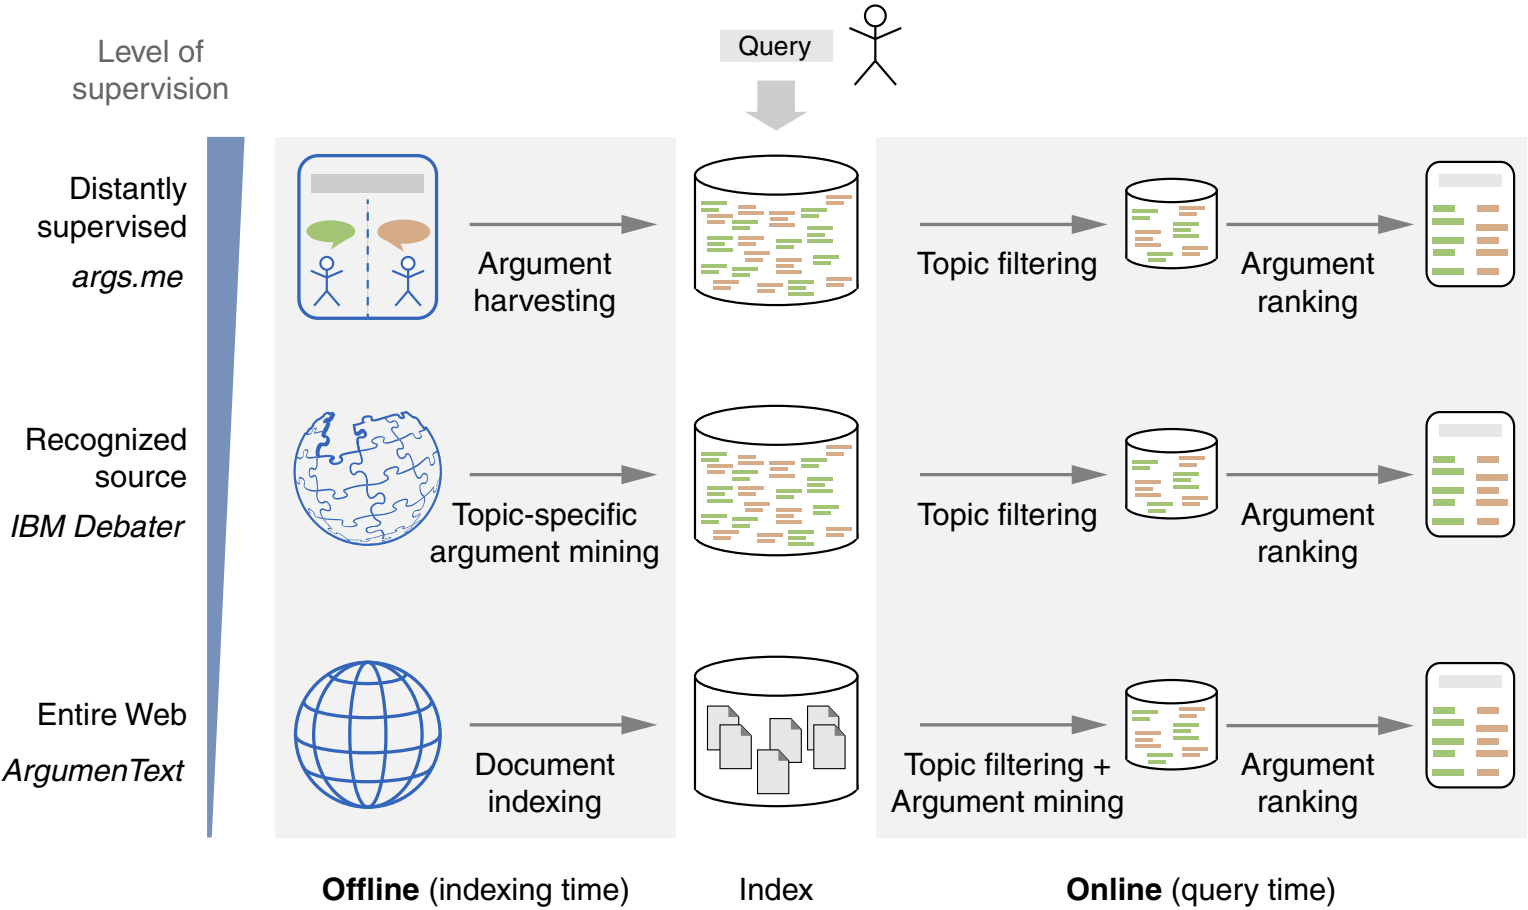 Level of
supervision
Query
Distantly
supervised
args.me
Argument
harvesting
Topic filtering
Argument
ranking
Recognized
source
IBM Debater
Topic-specific
argument mining
Topic filtering
Argument
ranking
Entire Web
ArgumenText
Document
indexing
Topic filtering +
Argument mining
Argument
ranking
Offline (indexing time)
Index
Online (query time)